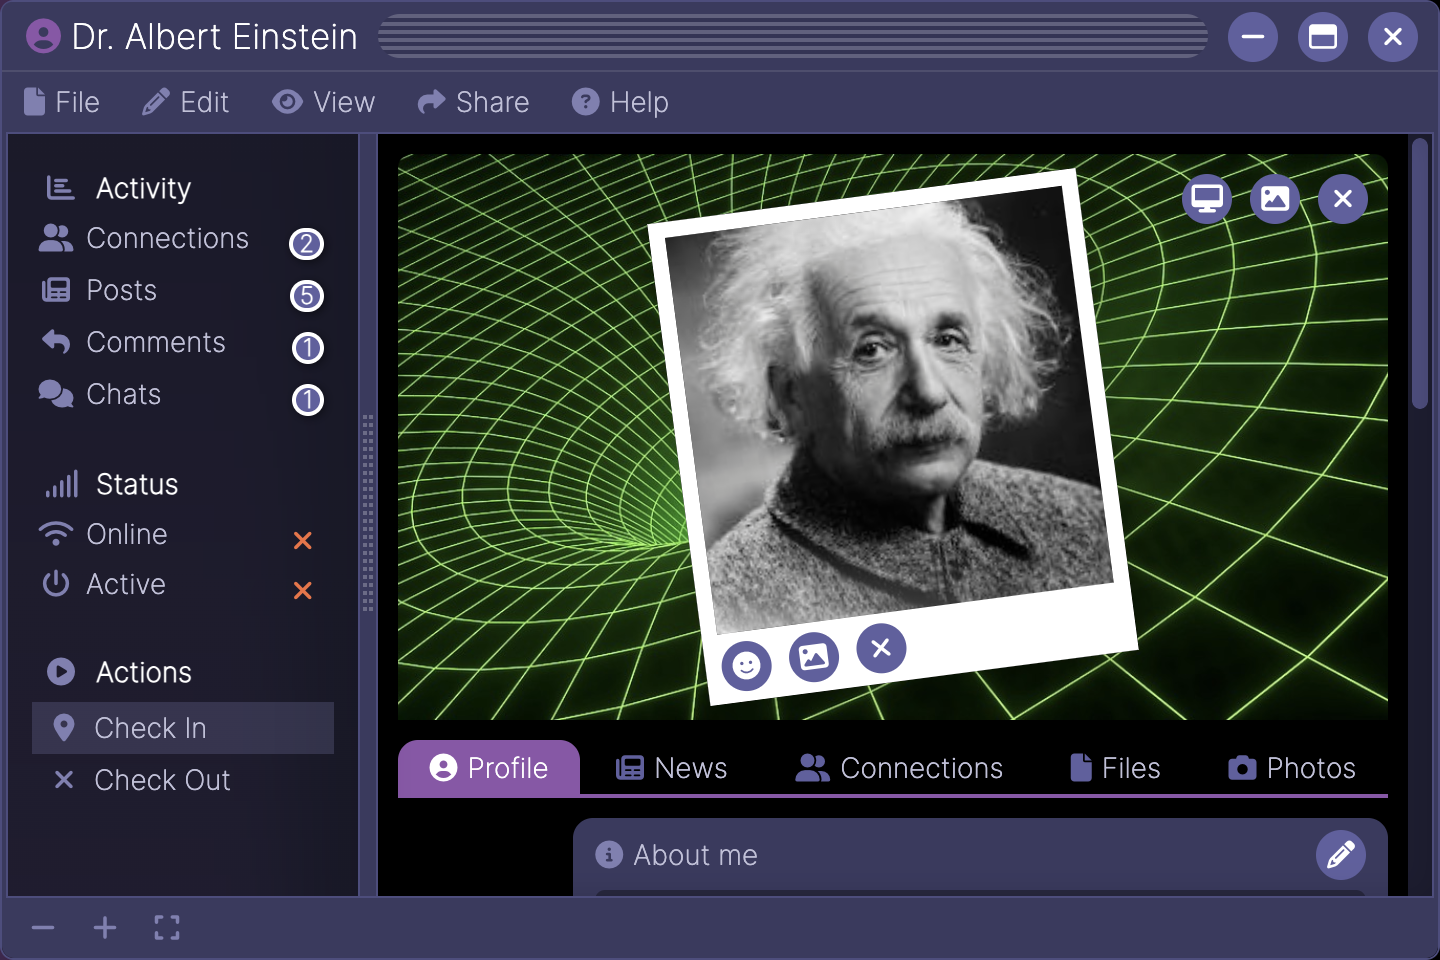 Dr. Albert Einstein
File Edit View Share Help
Activity
Connections 2
Posts 5
Comments 1
Chats 1
Status
Online
Active
Actions
Check In
Check Out
Profile News Connections Files Photos
About me